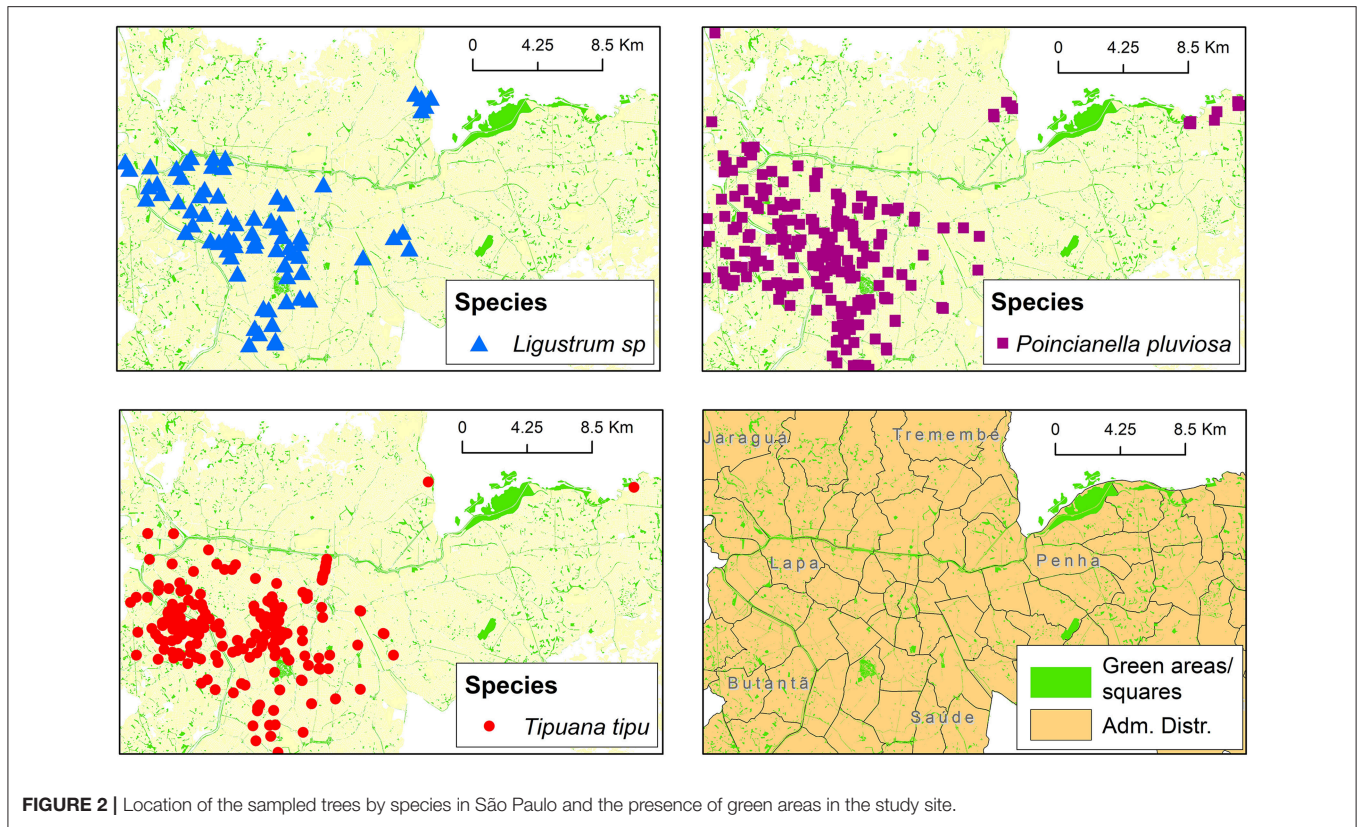 0 4.25 8.5 Km
Species
Ligustrum sp
0 4.25 8.5 Km
Species
Poincianella pluviosa
0 4.25 8.5 Km
Species
Tipuana tipu
0 4.25 8.5 Km
Jaraguá
Tremembé
Lapa
Penha
Butantã
Saúde
Green areas/
squares
Adm. Distr.
FIGURE 2 | Location of the sampled trees by species in São Paulo and the presence of green areas in the study site.